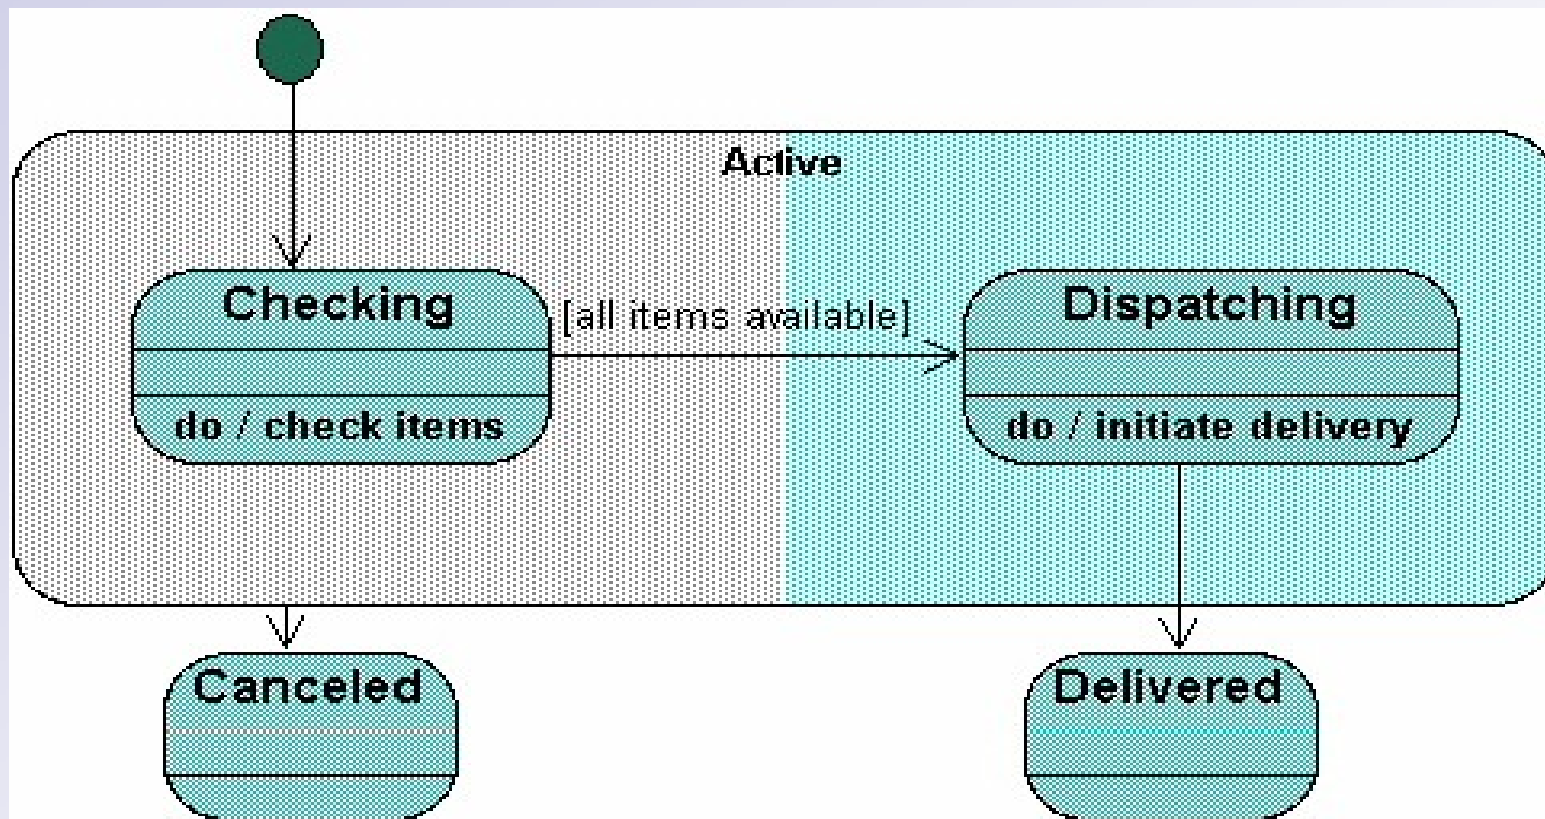 Active
Checking
[all items available]
Dispatching
do / check items
do / initiate delivery
Canceled
Delivered